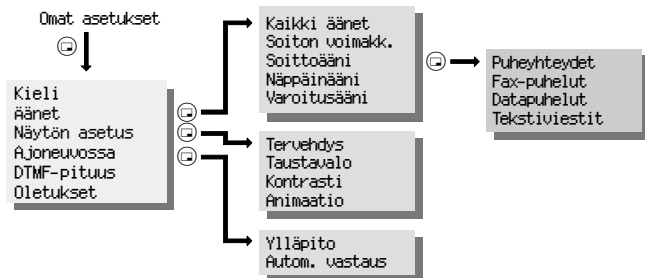 Omat asetukset
Kieli
Äänet
Näytön asetus
Ajoneuvossa
DTMF-pituus
Oletukset
Kaikki äänet
Soiton voimakk.
Soittoääni
Näppäinääni
Varoitusääni
Puheyhteydet
Fax-puhelut
Datapuhelut
Tekstiviestit
Tervehdys
Taustavalo
Kontrasti
Animaatio
Ylläpito
Autom. vastaus